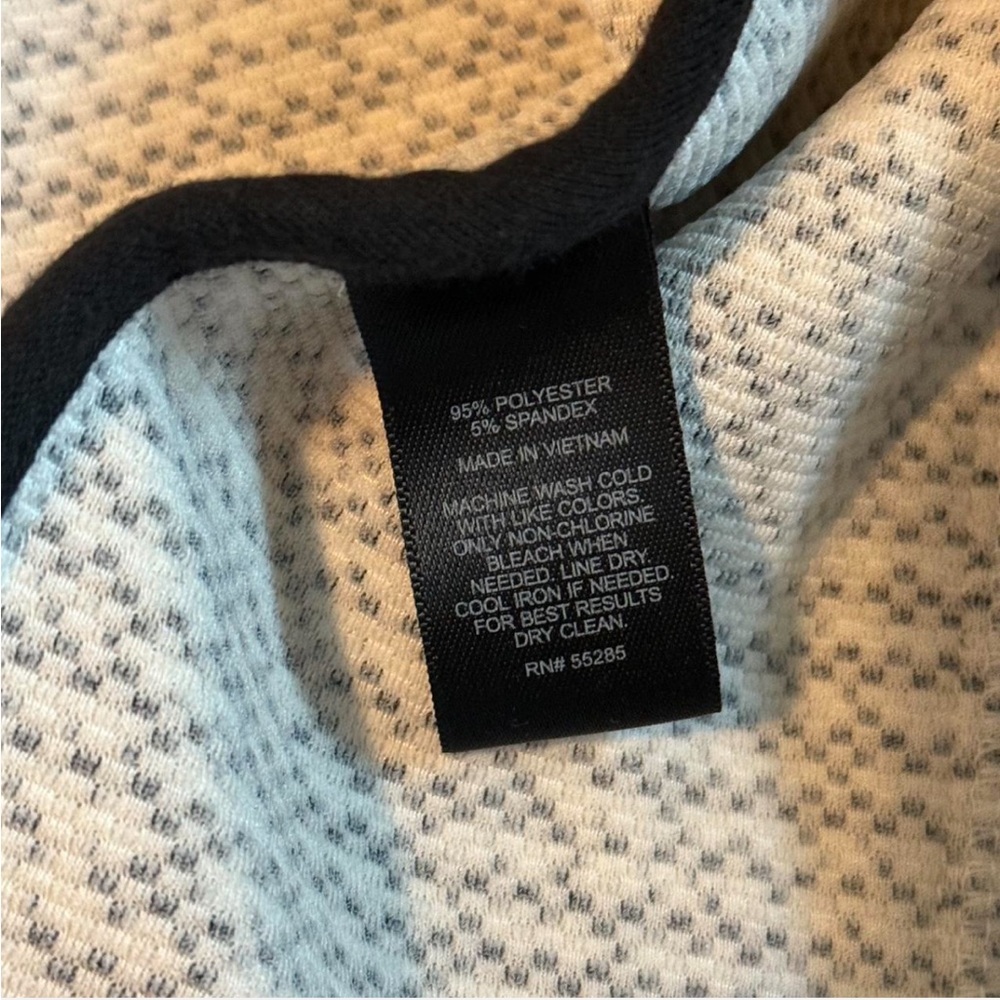 95% POLYESTER
5% SPANDEX
MADE IN VIETNAM
MACHINE WASH COLD
WITH LIKE COLORS.
ONLY NON-CHLORINE
BLEACH WHEN
NEEDED. LINE DRY.
COOL IRON IF NEEDED.
FOR BEST RESULTS
DRY CLEAN.
RN# 55285